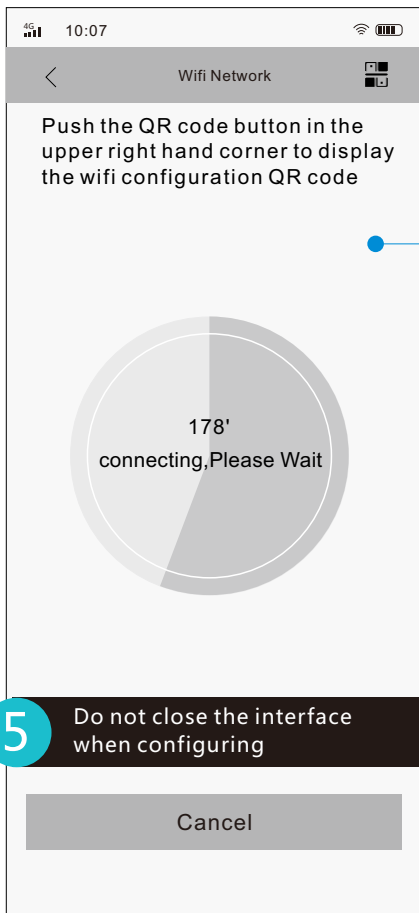 4G 10:07
Wifi Network
Push the QR code button in the
upper right hand corner to display
the wifi configuration QR code
178'
connecting,Please Wait
5 Do not close the interface
when configuring
Cancel